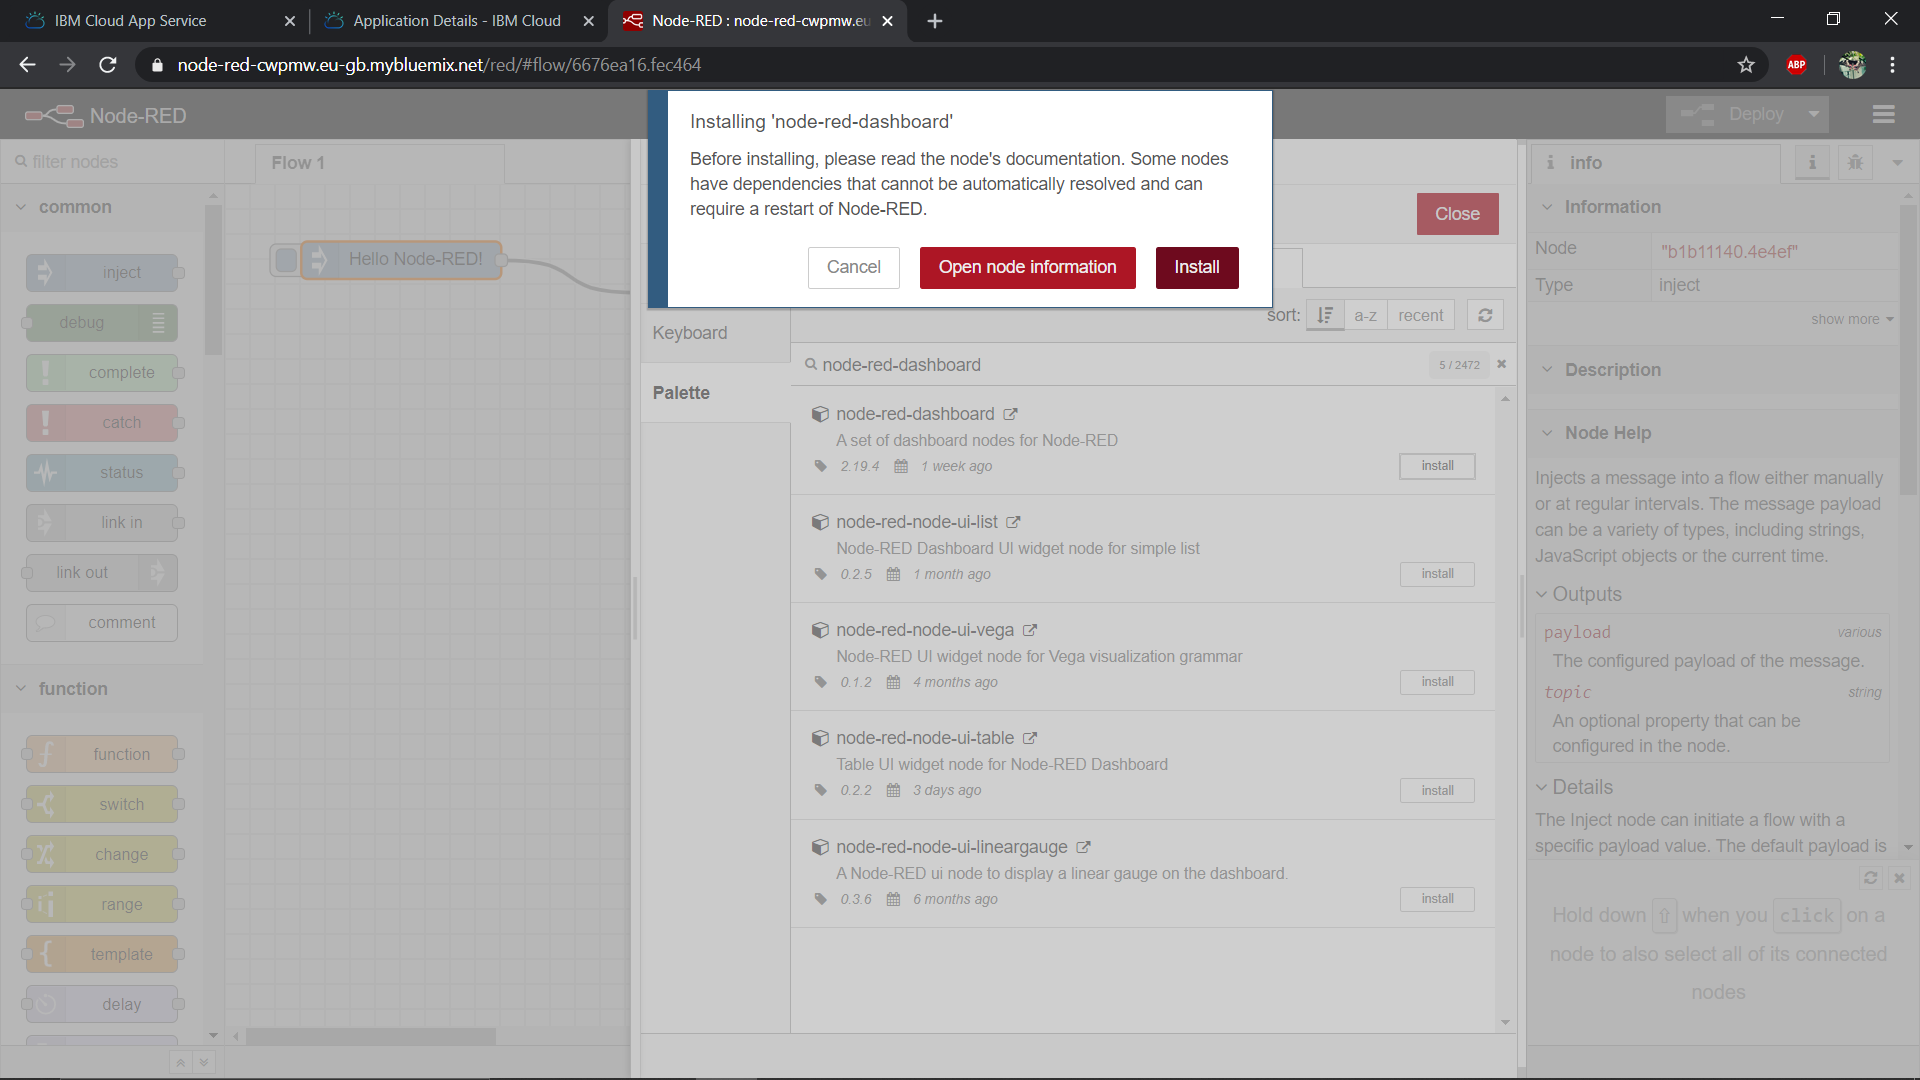 IBM Cloud App Service
Application Details - IBM Cloud
Node-RED : node-red-cwpmw.eu
node-red-cwpmw.eu-gb.mybluemix.net/red/#flow/6676ea16.fec464
ABP
Node-RED
Deploy
filter nodes
common
inject
debug
complete
catch
status
link in
link out
comment
function
function
switch
change
range
template
delay
Flow 1
Hello Node-RED!
Installing 'node-red-dashboard'
Before installing, please read the node's documentation. Some nodes
have dependencies that cannot be automatically resolved and can
require a restart of Node-RED.
Cancel
Open node information
Install
Close
Keyboard
Palette
sort:
a-z
recent
node-red-dashboard
5 / 2472
node-red-dashboard
A set of dashboard nodes for Node-RED
2.19.4 1 week ago
install
node-red-node-ui-list
Node-RED Dashboard UI widget node for simple list
0.2.5 1 month ago
install
node-red-node-ui-vega
Node-RED UI widget node for Vega visualization grammar
0.1.2 4 months ago
install
node-red-node-ui-table
Table UI widget node for Node-RED Dashboard
0.2.2 3 days ago
install
node-red-node-ui-lineargauge
A Node-RED ui node to display a linear gauge on the dashboard.
0.3.6 6 months ago
install
info
Information
Node "b1b11140.4e4ef"
Type inject
show more
Description
Node Help
Injects a message into a flow either manually
or at regular intervals. The message payload
can be a variety of types, including strings,
JavaScript objects or the current time.
Outputs
payload various
The configured payload of the message.
topic string
An optional property that can be
configured in the node.
Details
The Inject node can initiate a flow with a
specific payload value. The default payload is
Hold down ⇧ when you click on a
node to also select all of its connected
nodes